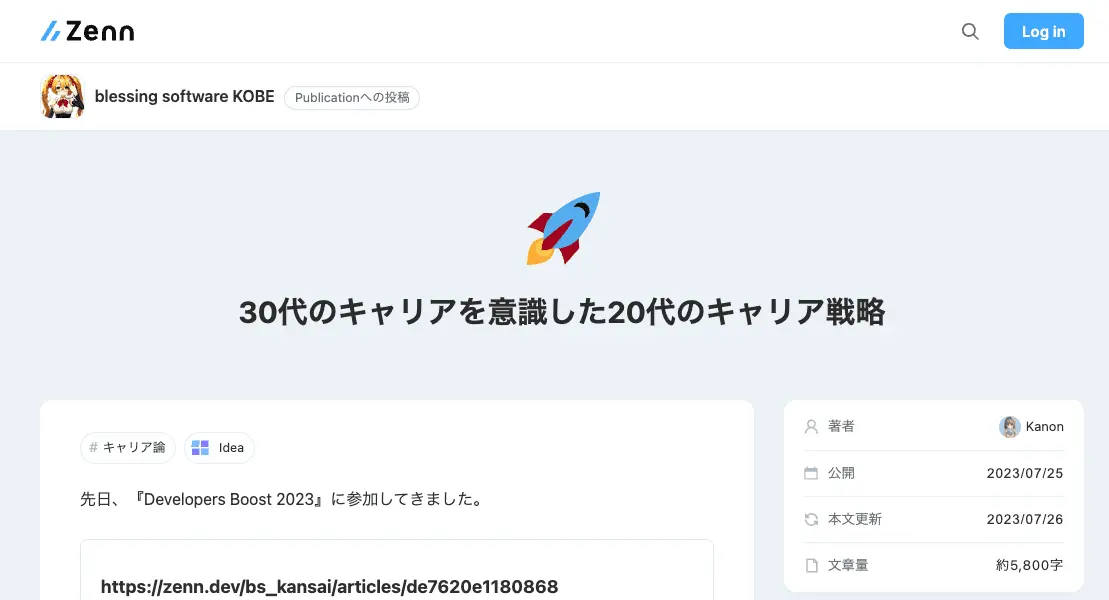 Zenn
Log in
blessing software KOBE
Publicationへの投稿
30代のキャリアを意識した20代のキャリア戦略
# キャリア論
Idea
先日、『Developers Boost 2023』に参加してきました。
https://zenn.dev/bs_kansai/articles/de7620e1180868
著者
Kanon
公開
2023/07/25
本文更新
2023/07/26
文章量
約5,800字